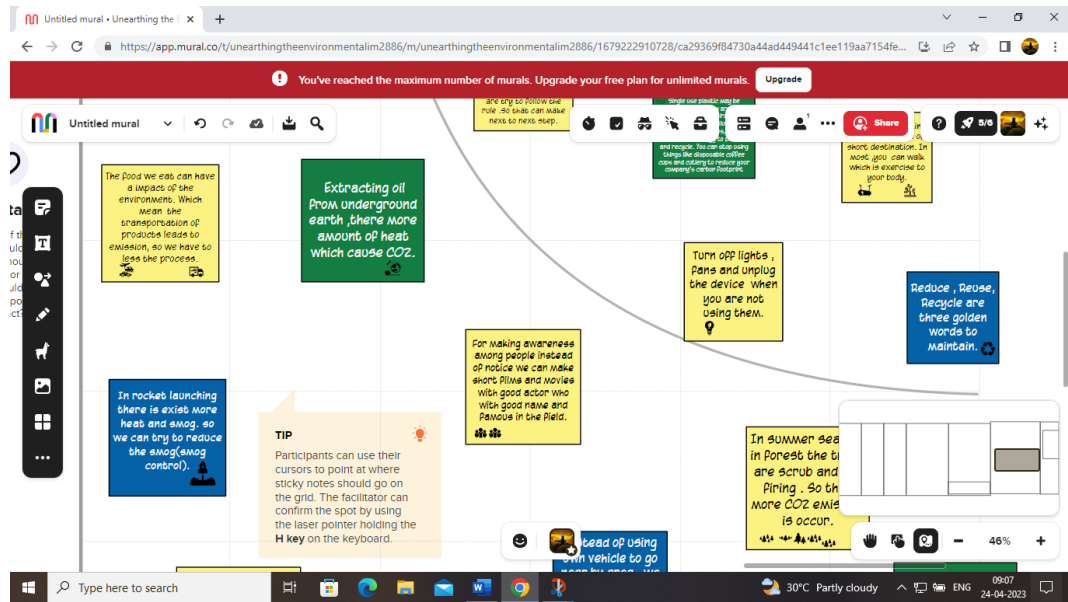 Untitled mural • Unearthing the
https://app.mural.co/t/unearthingtheenvironmentalim2886/m/unearthingtheenvironmentalim2886/1679222910728/ca29369f84730a44ad449441c1ee119aa7154fe...
You've reached the maximum number of murals. Upgrade your free plan for unlimited murals.
Upgrade
Untitled mural
Share
5/6
are try to follow the
rule .So that can make
next to next step.
Single use plastic may be
and recycle. You can stop using
things like disposable coffee
cups and cutlery to reduce your
company's carbon footprint
short destination. In
most ,you can walk
which is exercise to
your body.
The food we eat can have
a impact of the
environment. Which
mean the
transportation of
products leads to
emission, so we have to
less the process.
Extracting oil
from underground
earth ,there more
amount of heat
which cause CO2.
Turn off lights ,
fans and unplug
the device when
you are not
using them.
Reduce , Reuse,
Recycle are
three golden
words to
maintain.
For making awareness
among people instead
of notice we can make
short films and movies
with good actor who
with good name and
famous in the field.
In rocket launching
there is exist more
heat and smog. so
we can try to reduce
the smog(smog
control).
TIP
Participants can use their
cursors to point at where
sticky notes should go on
the grid. The facilitator can
confirm the spot by using
the laser pointer holding the
H key on the keyboard.
In summer sea
in forest the t
are scrub and
firing . So th
more CO2 emis
is occur.
tead of using
own vehicle to go
46%
Type here to search
30°C Partly cloudy
ENG
09:07
24-04-2023